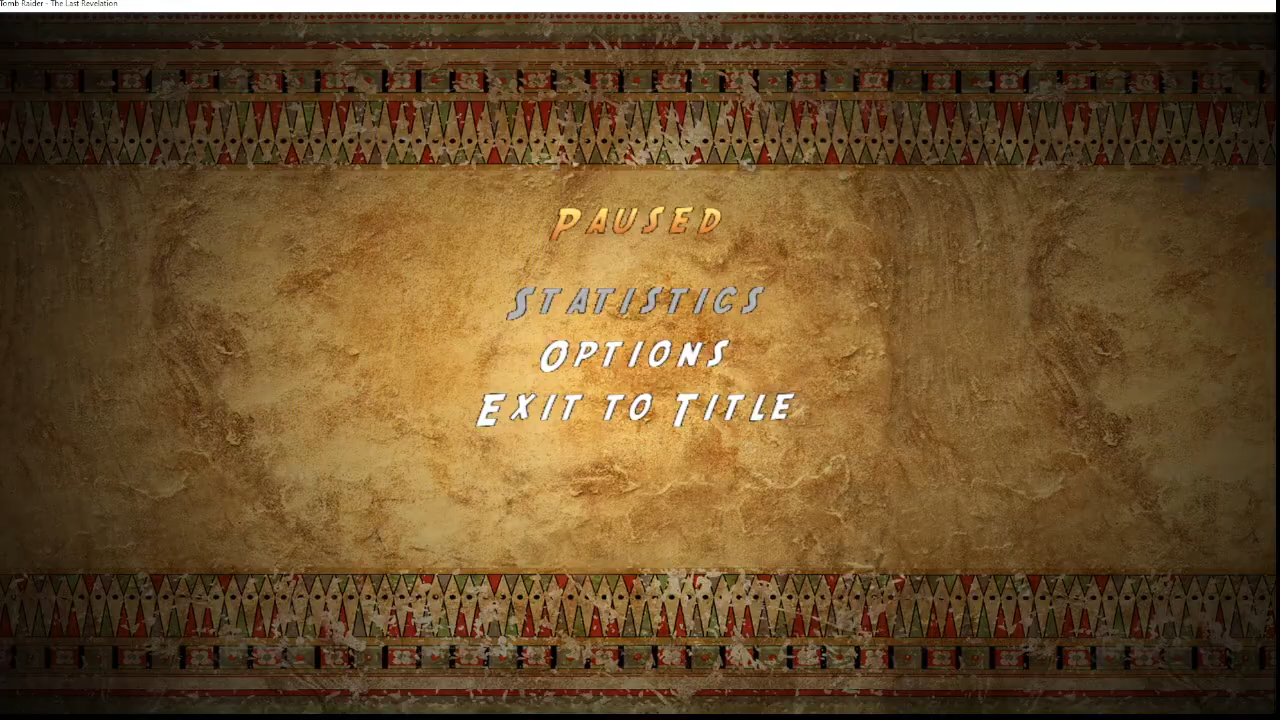 Tomb Raider - The Last Revelation
Paused
Statistics
Options
Exit to Title